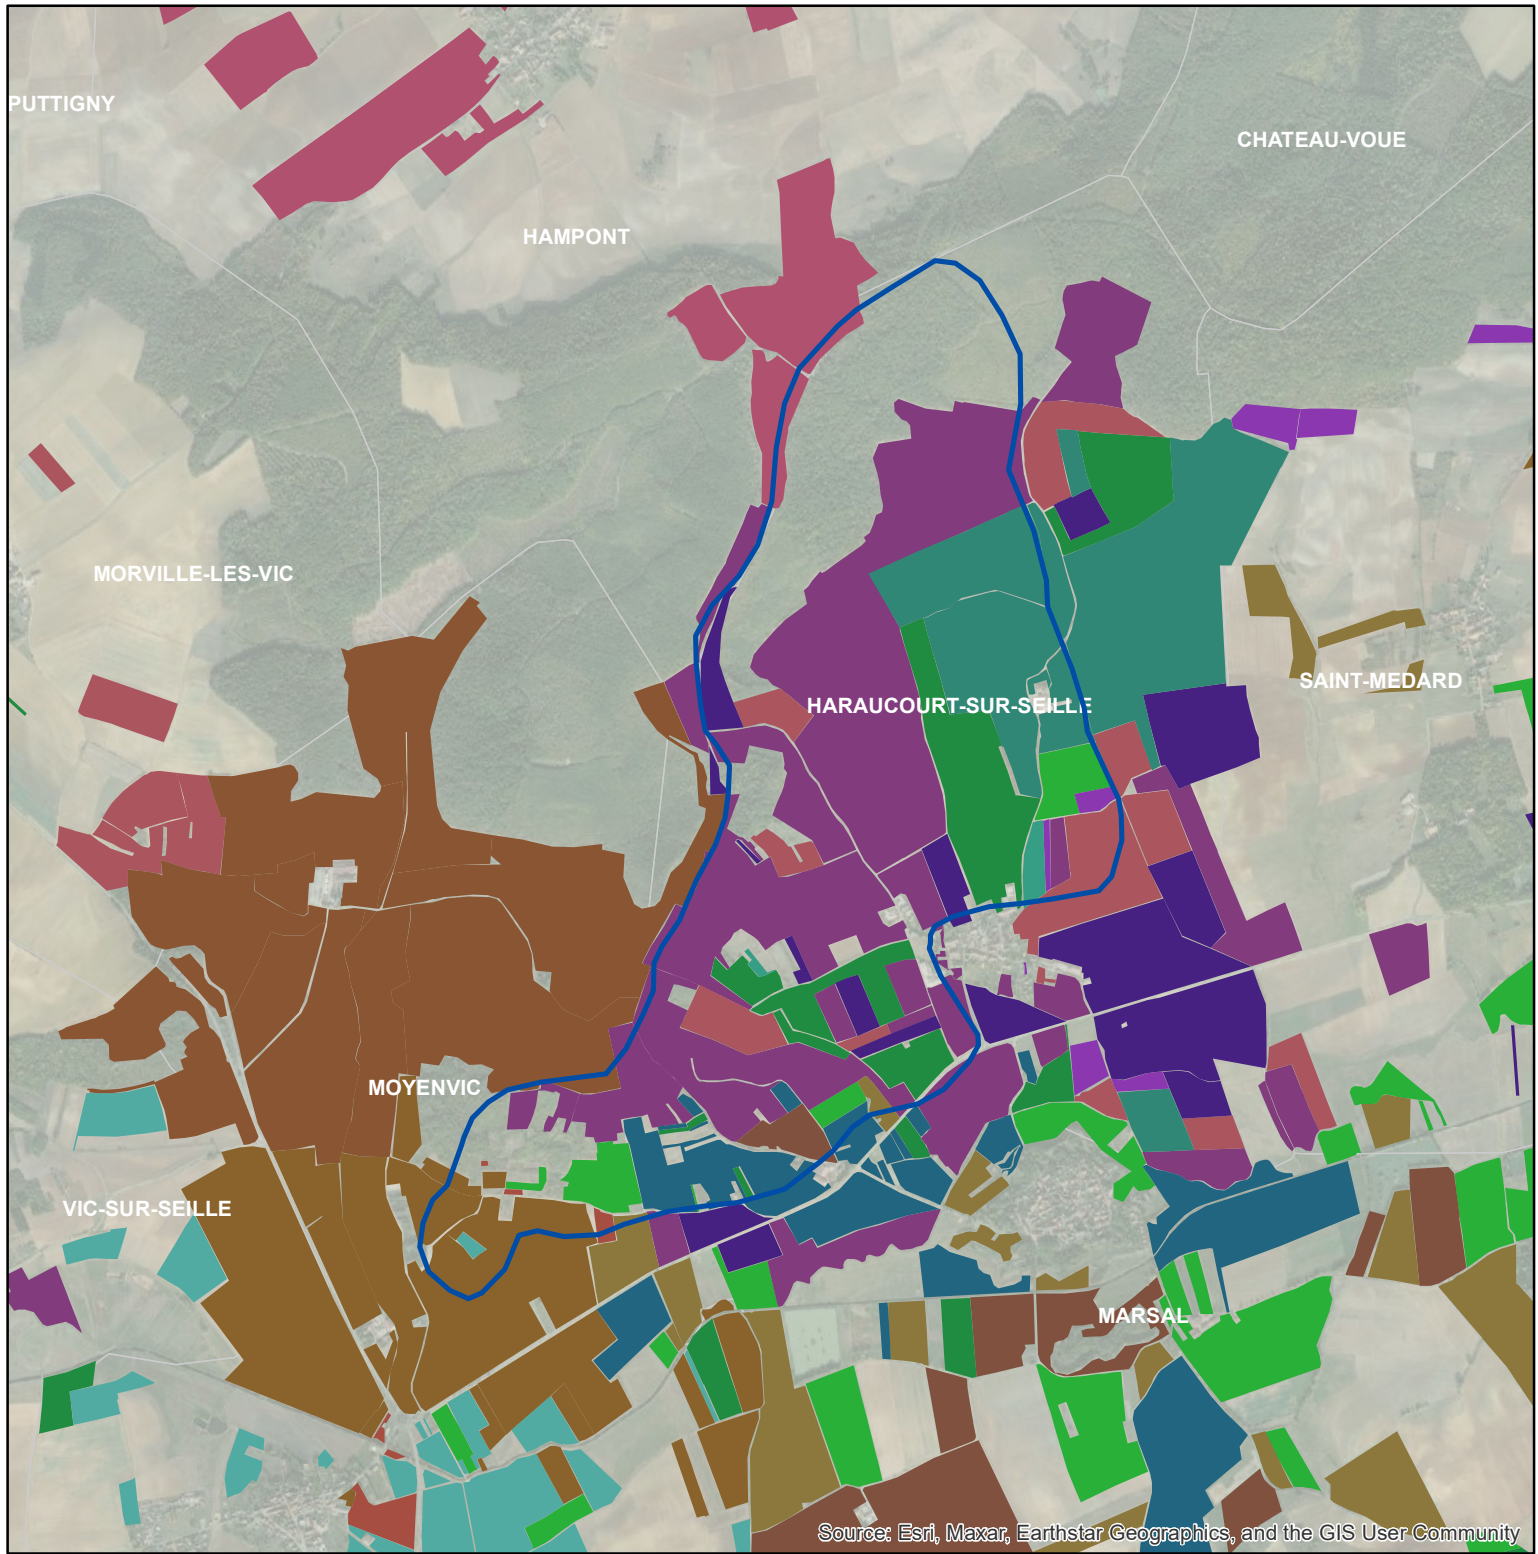 PUTTIGNY
CHATEAU-VOUE
HAMPONT
MORVILLE-LES-VIC
SAINT-MEDARD
HARAUCOURT-SUR-SEILLE
MOYENVIC
VIC-SUR-SEILLE
MARSAL
Source: Esri, Maxar, Earthstar Geographics, and the GIS User Community